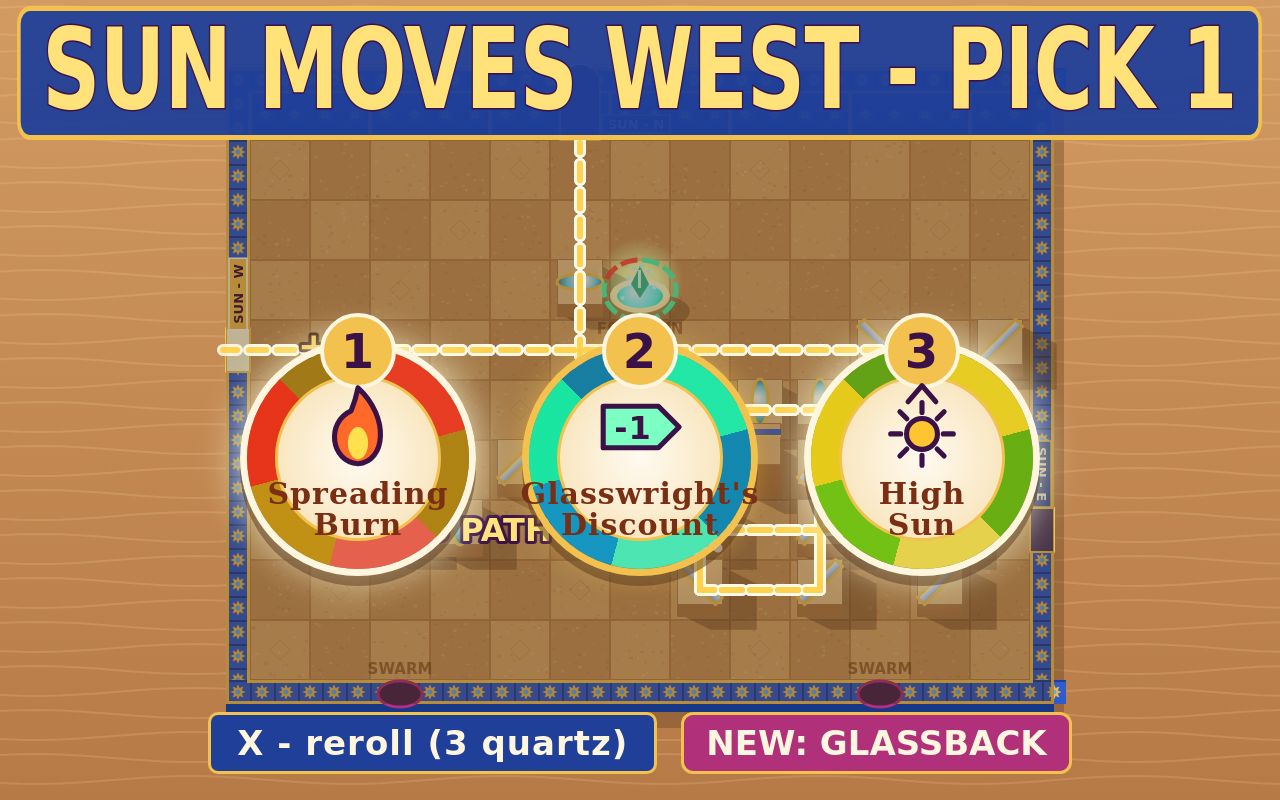 SUN MOVES WEST - PICK 1
SUN - N
SUN - W
1
2
3
-1
Spreading
Burn
Glasswright's
Discount
High
Sun
SUN - E
PATH
SWARM
SWARM
X - reroll (3 quartz)
NEW: GLASSBACK